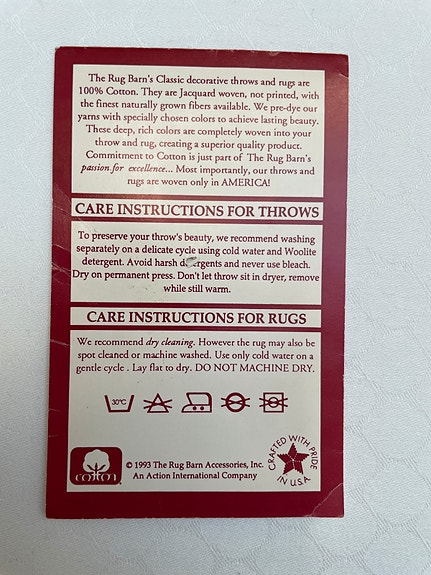 The Rug Barn's Classic decorative throws and rugs are
100% Cotton. They are Jacquard woven, not printed, with
the finest naturally grown fibers available. We pre-dye our
yarns with specially chosen colors to achieve lasting beauty.
These deep, rich colors are completely woven into your
throw and rug, creating a superior quality product.
Commitment to Cotton is just part of The Rug Barn's
passion for excellence... Most importantly, our throws and
rugs are woven only in AMERICA!
CARE INSTRUCTIONS FOR THROWS
To preserve your throw's beauty, we recommend washing
separately on a delicate cycle using cold water and Woolite
detergent. Avoid harsh detergents and never use bleach.
Dry on permanent press. Don't let throw sit in dryer, remove
while still warm.
CARE INSTRUCTIONS FOR RUGS
We recommend dry cleaning. However the rug may also be
spot cleaned or machine washed. Use only cold water on a
gentle cycle . Lay flat to dry. DO NOT MACHINE DRY.
30°C
cotton
© 1993 The Rug Barn Accessories, Inc.
An Action International Company
CRAFTED WITH PRIDE
IN U.S.A